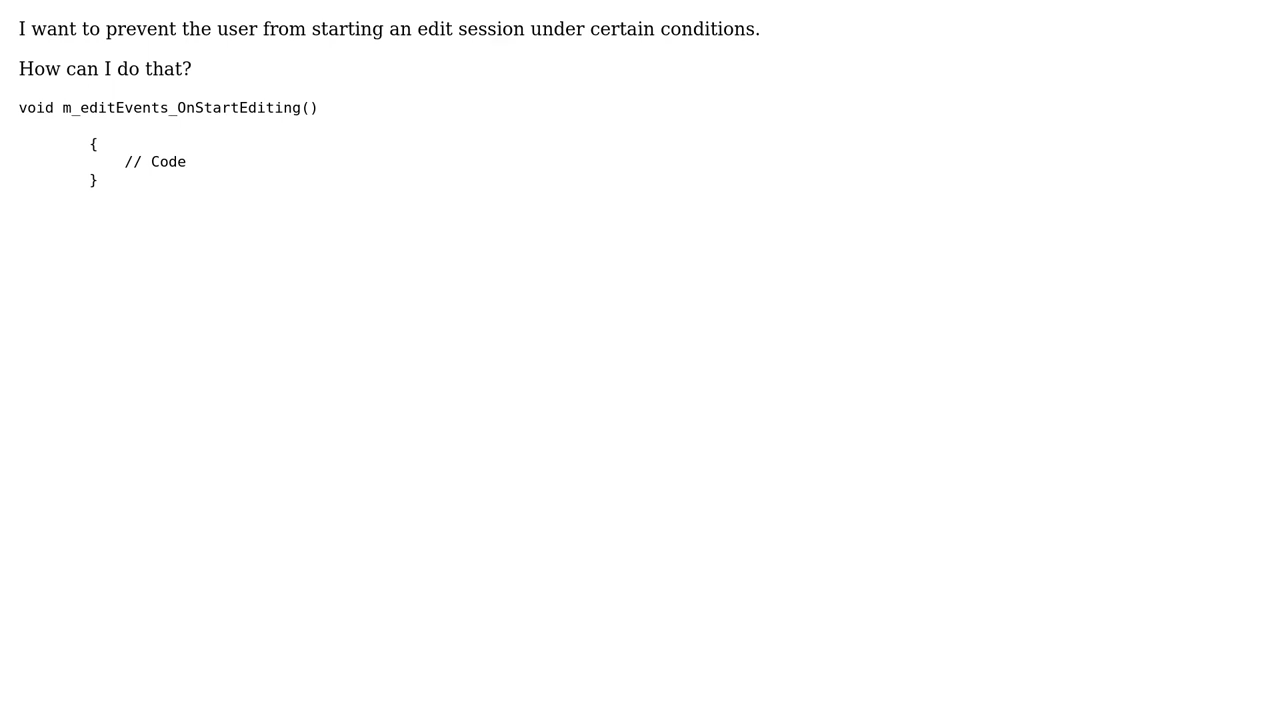 I want to prevent the user from starting an edit session under certain conditions.
How can I do that?
void m_editEvents_OnStartEditing()
{
// Code
}